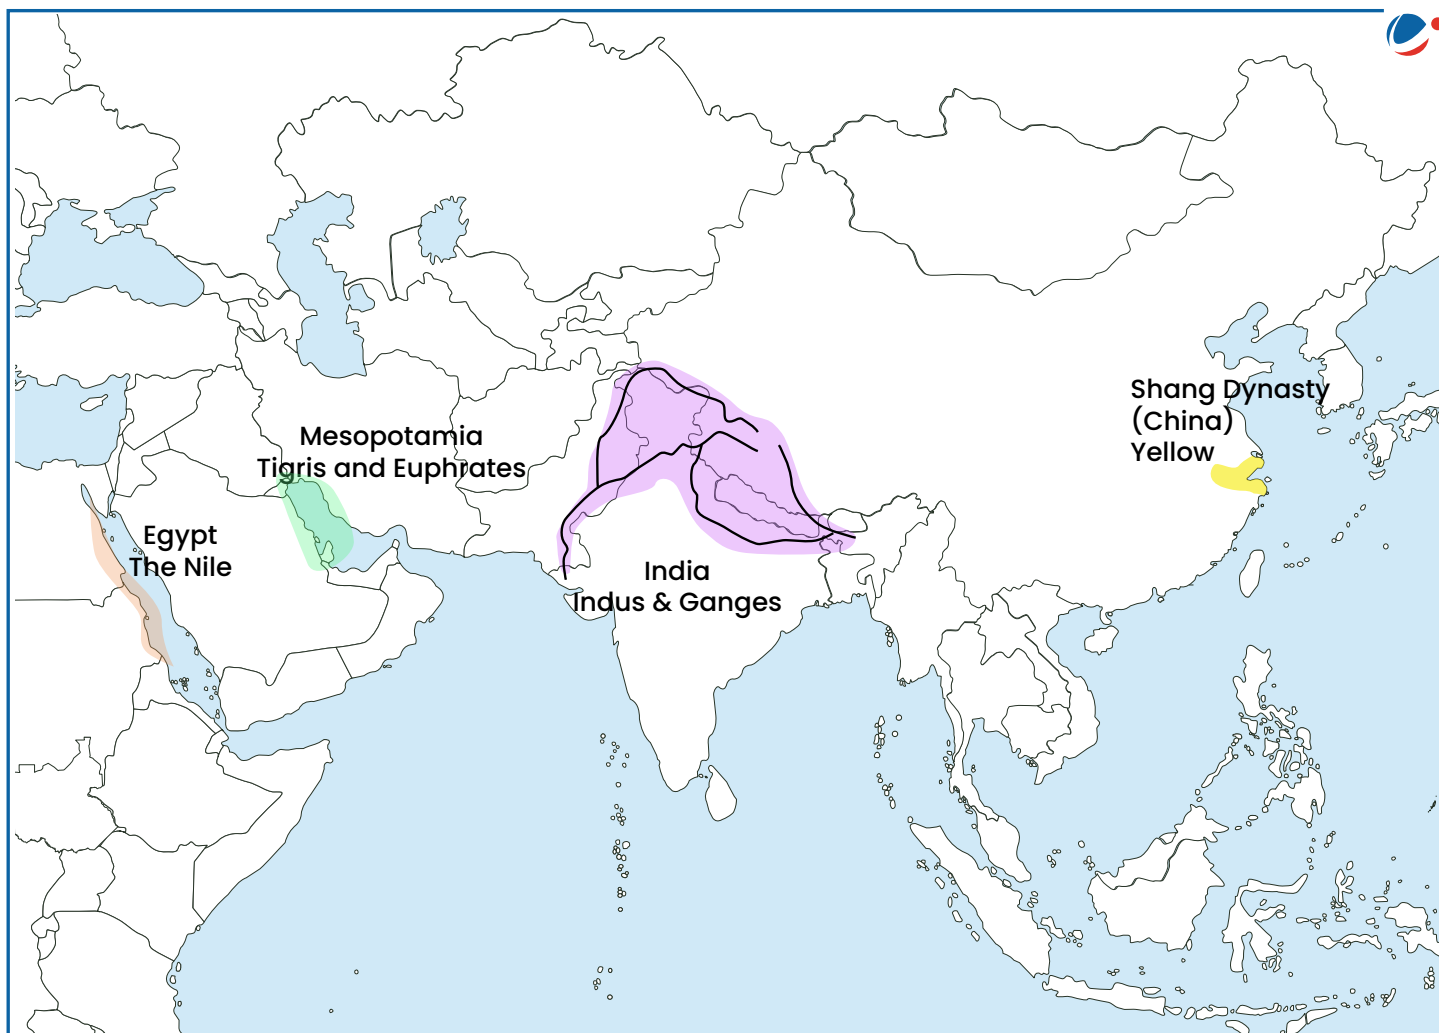 Shang Dynasty
(China)
Yellow
Mesopotamia
Tigris and Euphrates
Egypt
The Nile
India
Indus & Ganges